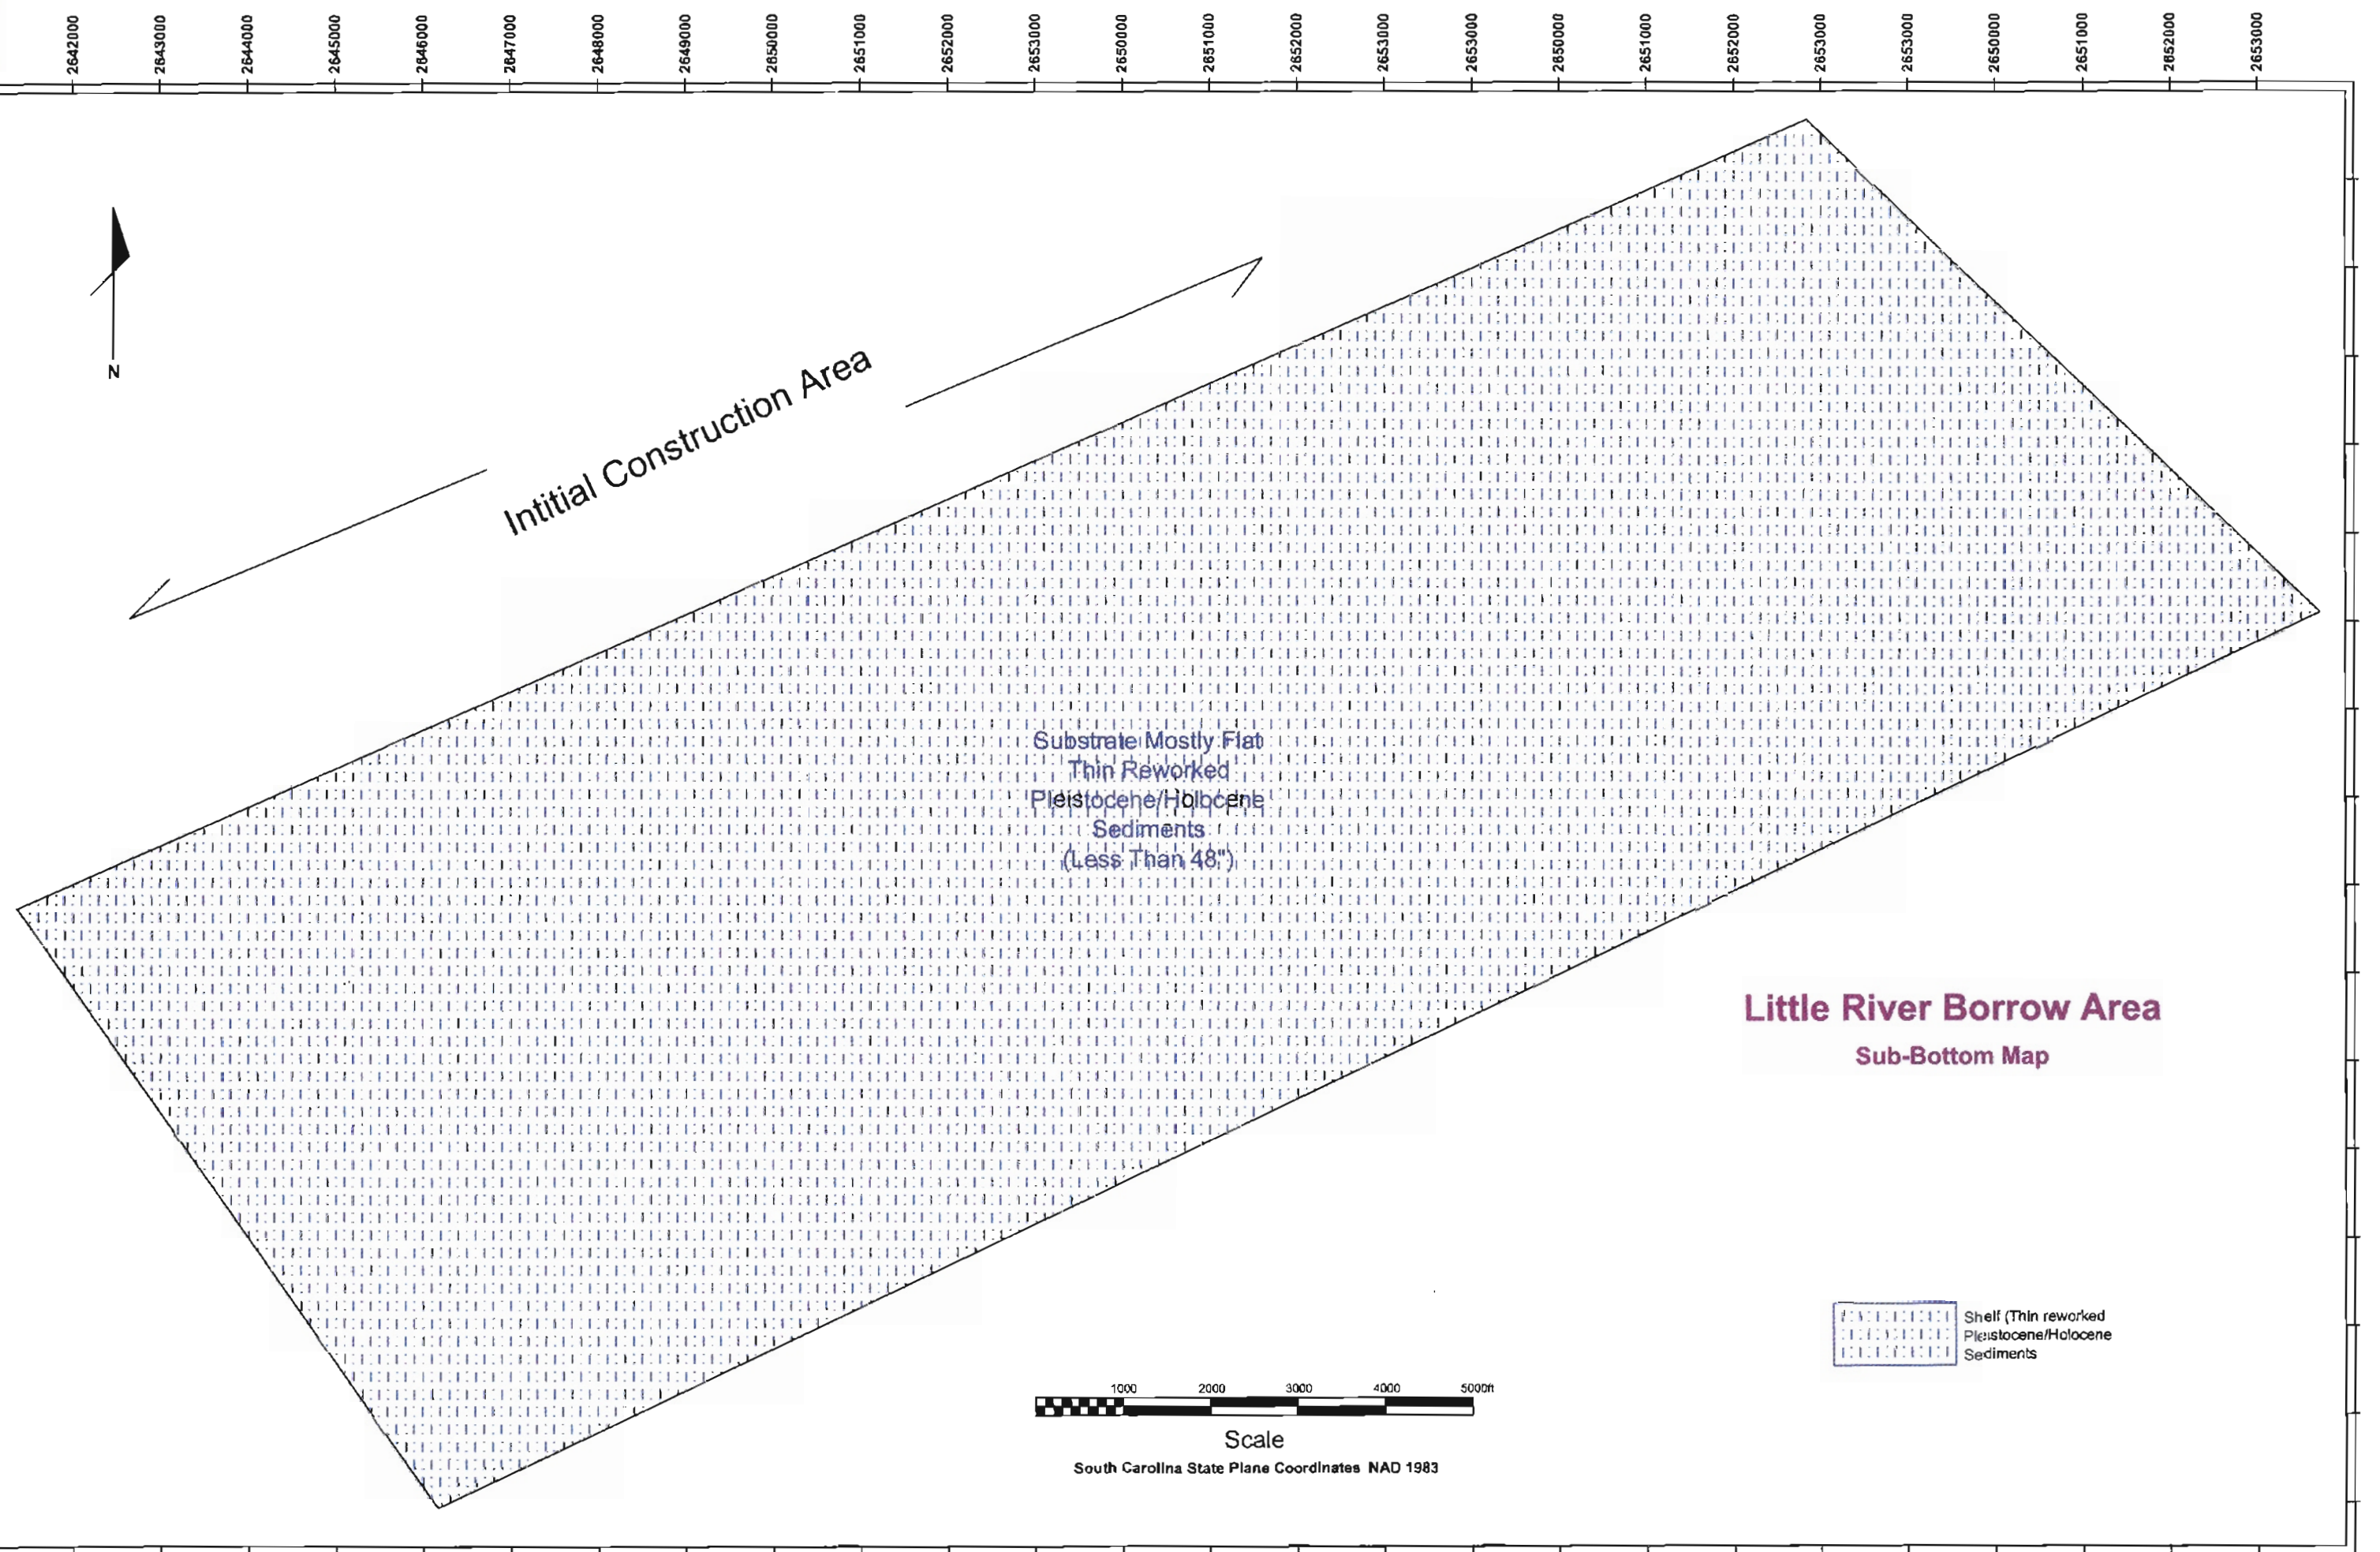 2642000
2643000
2644000
2645000
2646000
2647000
2648000
2649000
2650000
2651000
2652000
2653000
2650000
2651000
2652000
2653000
2653000
2650000
2651000
2652000
2653000
2653000
2650000
2651000
2652000
2653000
N
Intitial Construction Area
Substrate Mostly Flat
Thin Reworked
Pleistocene/Holocene
Sediments
(Less Than 48")
Little River Borrow Area
Sub-Bottom Map
Shelf (Thin reworked
Pleistocene/Holocene
Sediments
1000 2000 3000 4000 5000ft
Scale
South Carolina State Plane Coordinates NAD 1983